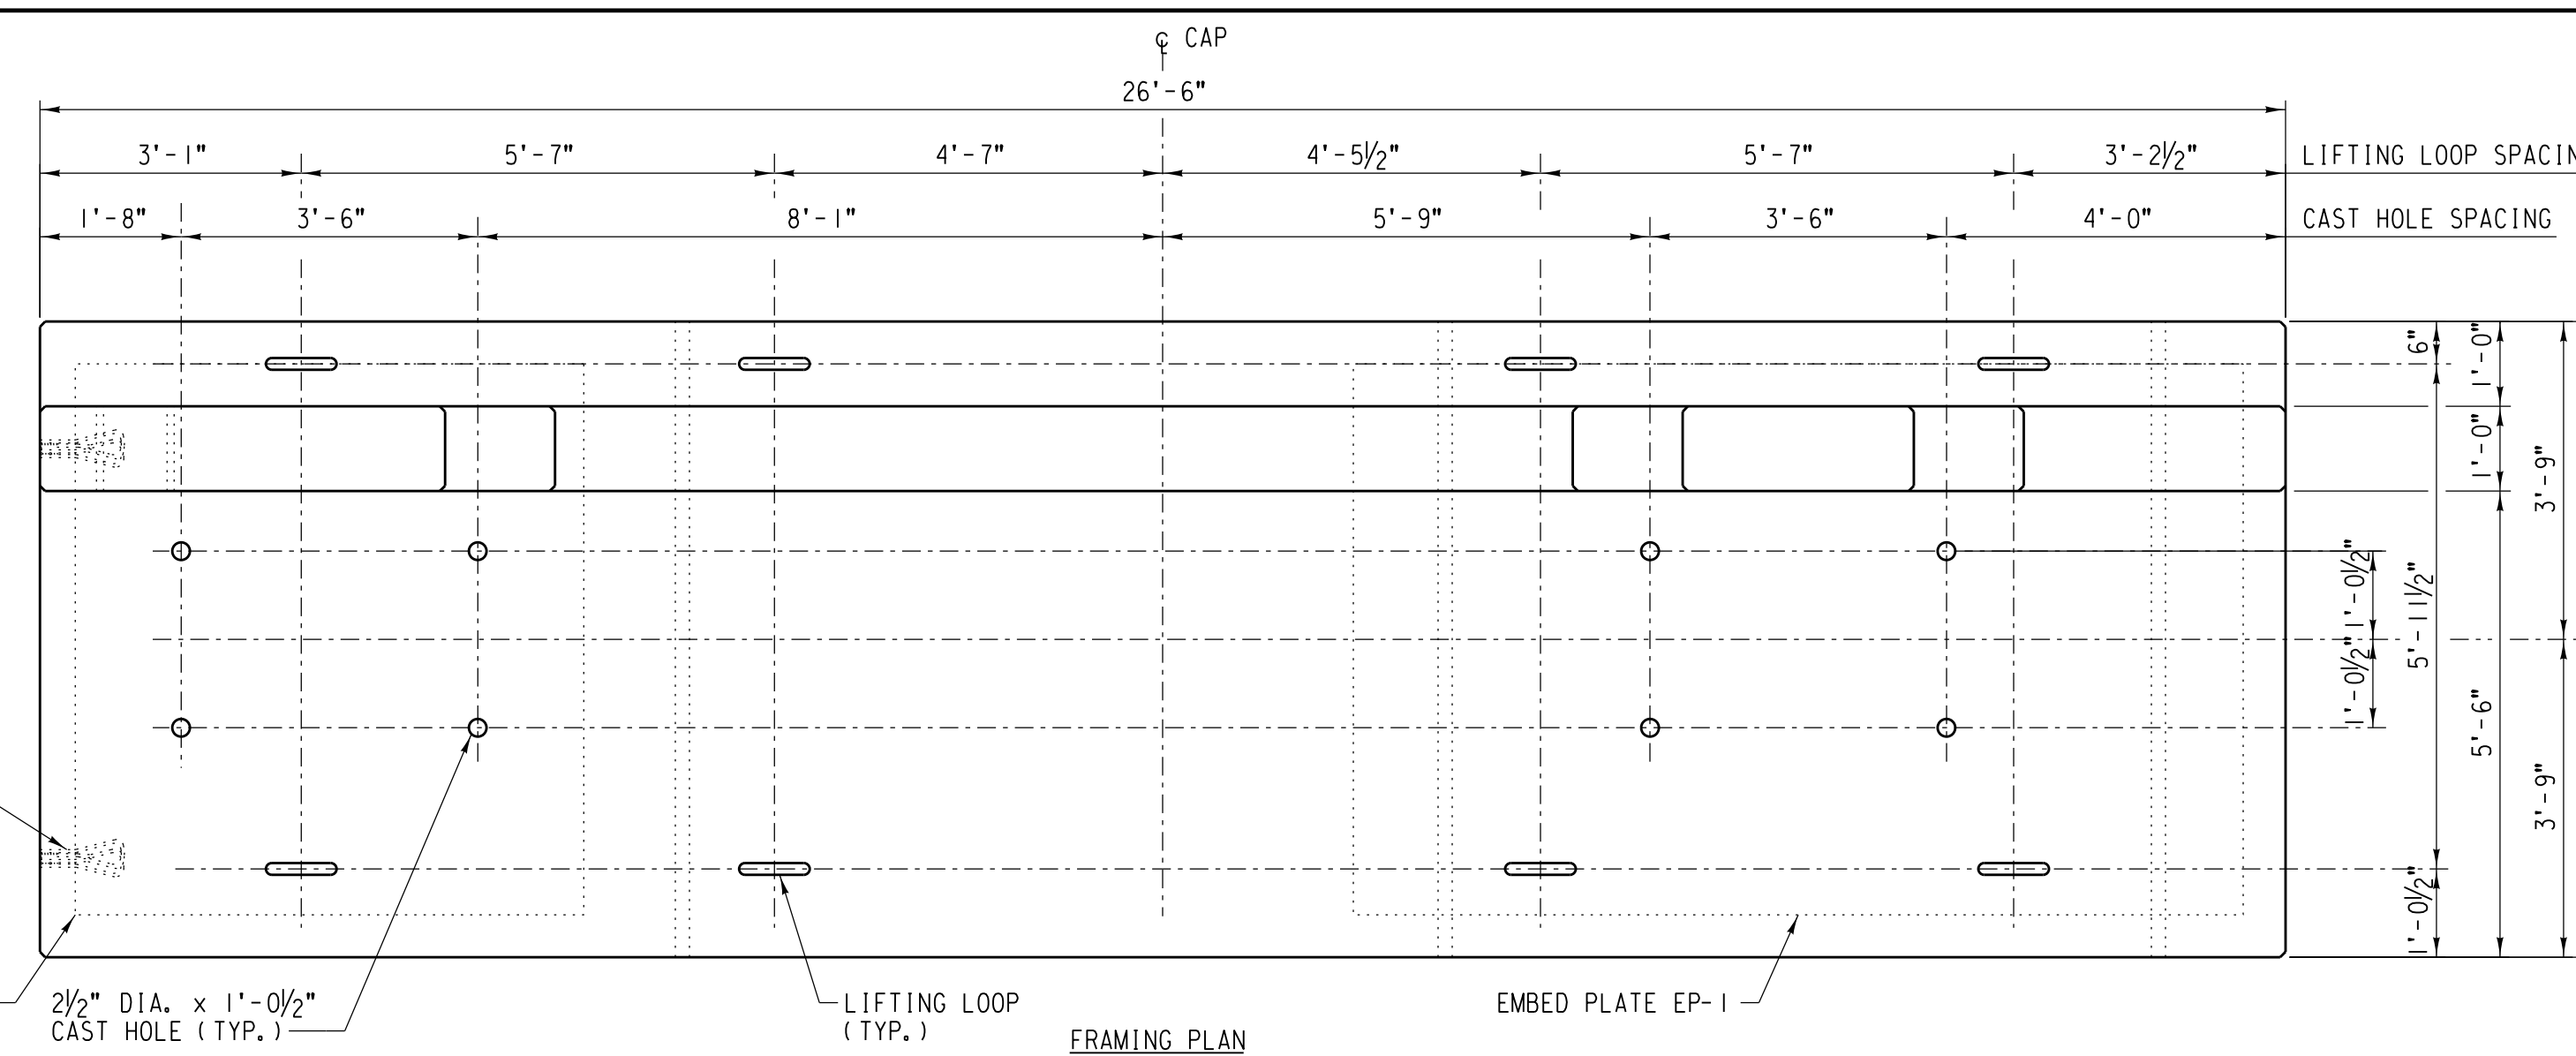 ℄ CAP
26'-6"
3'-1" 5'-7" 4'-7" 4'-5½" 5'-7" 3'-2½" LIFTING LOOP SPACIN
1'-8" 3'-6" 8'-1" 5'-9" 3'-6" 4'-0" CAST HOLE SPACING
6"
1'-0"
1'-0"
3'-9"
1'-0½"
5'-11½"
1'-0½"
5'-6"
3'-9"
1'-0½"
2½" DIA. x 1'-0½"
CAST HOLE (TYP.)
LIFTING LOOP
(TYP.)
EMBED PLATE EP-1
FRAMING PLAN